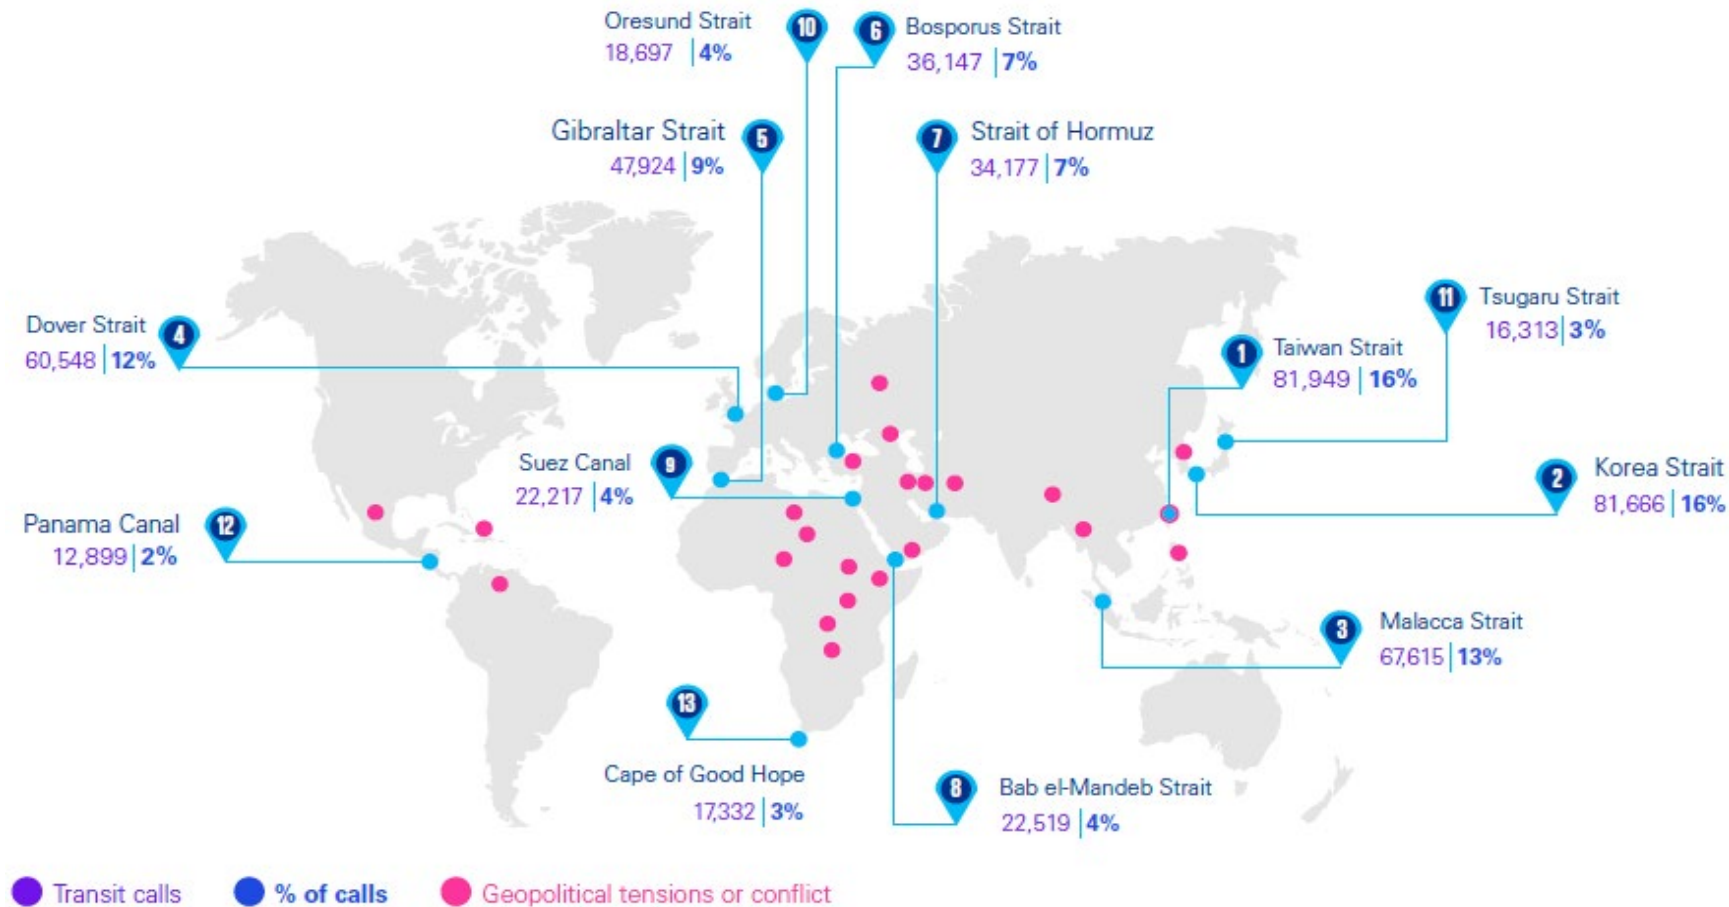 Oresund Strait
18,697 | 4%
10
6
Bosporus Strait
36,147 | 7%
Gibraltar Strait
47,924 | 9%
5
7
Strait of Hormuz
34,177 | 7%
Dover Strait
60,548 | 12%
4
11
Tsugaru Strait
16,313 | 3%
1
Taiwan Strait
81,949 | 16%
Suez Canal
22,217 | 4%
9
2
Korea Strait
81,666 | 16%
Panama Canal
12,899 | 2%
12
3
Malacca Strait
67,615 | 13%
13
Cape of Good Hope
17,332 | 3%
8
Bab el-Mandeb Strait
22,519 | 4%
Transit calls
% of calls
Geopolitical tensions or conflict